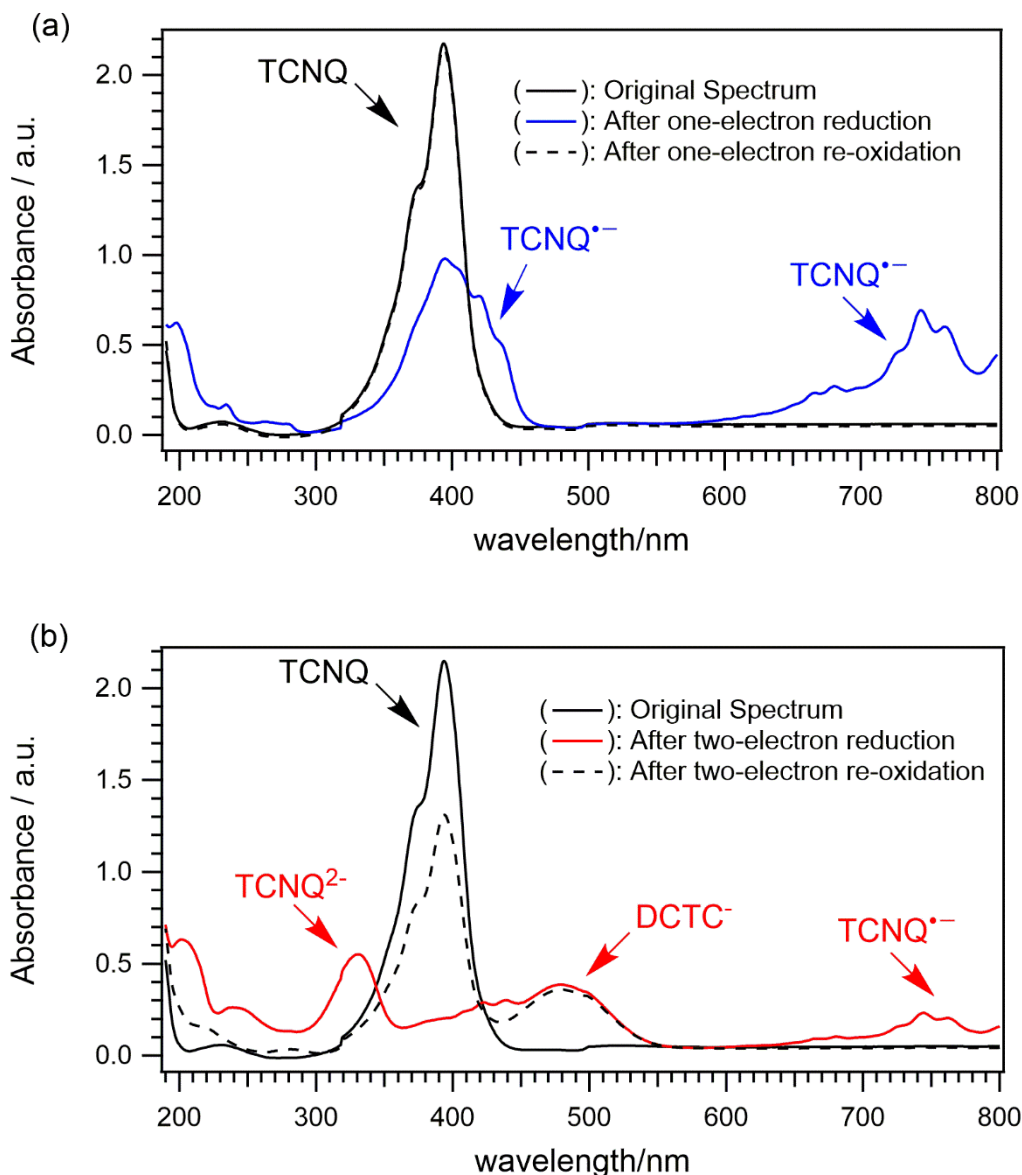 (a)
2.0
1.5
1.0
0.5
0.0
Absorbance / a.u.
TCNQ
( —— ): Original Spectrum
( —— ): After one-electron reduction
( - - - ): After one-electron re-oxidation
TCNQ•−
TCNQ•−
200 300 400 500 600 700 800
wavelength/nm
(b)
2.0
1.5
1.0
0.5
0.0
Absorbance / a.u.
TCNQ
( —— ): Original Spectrum
( —— ): After two-electron reduction
( - - - ): After two-electron re-oxidation
TCNQ2-
DCTC-
TCNQ•−
200 300 400 500 600 700 800
wavelength/nm